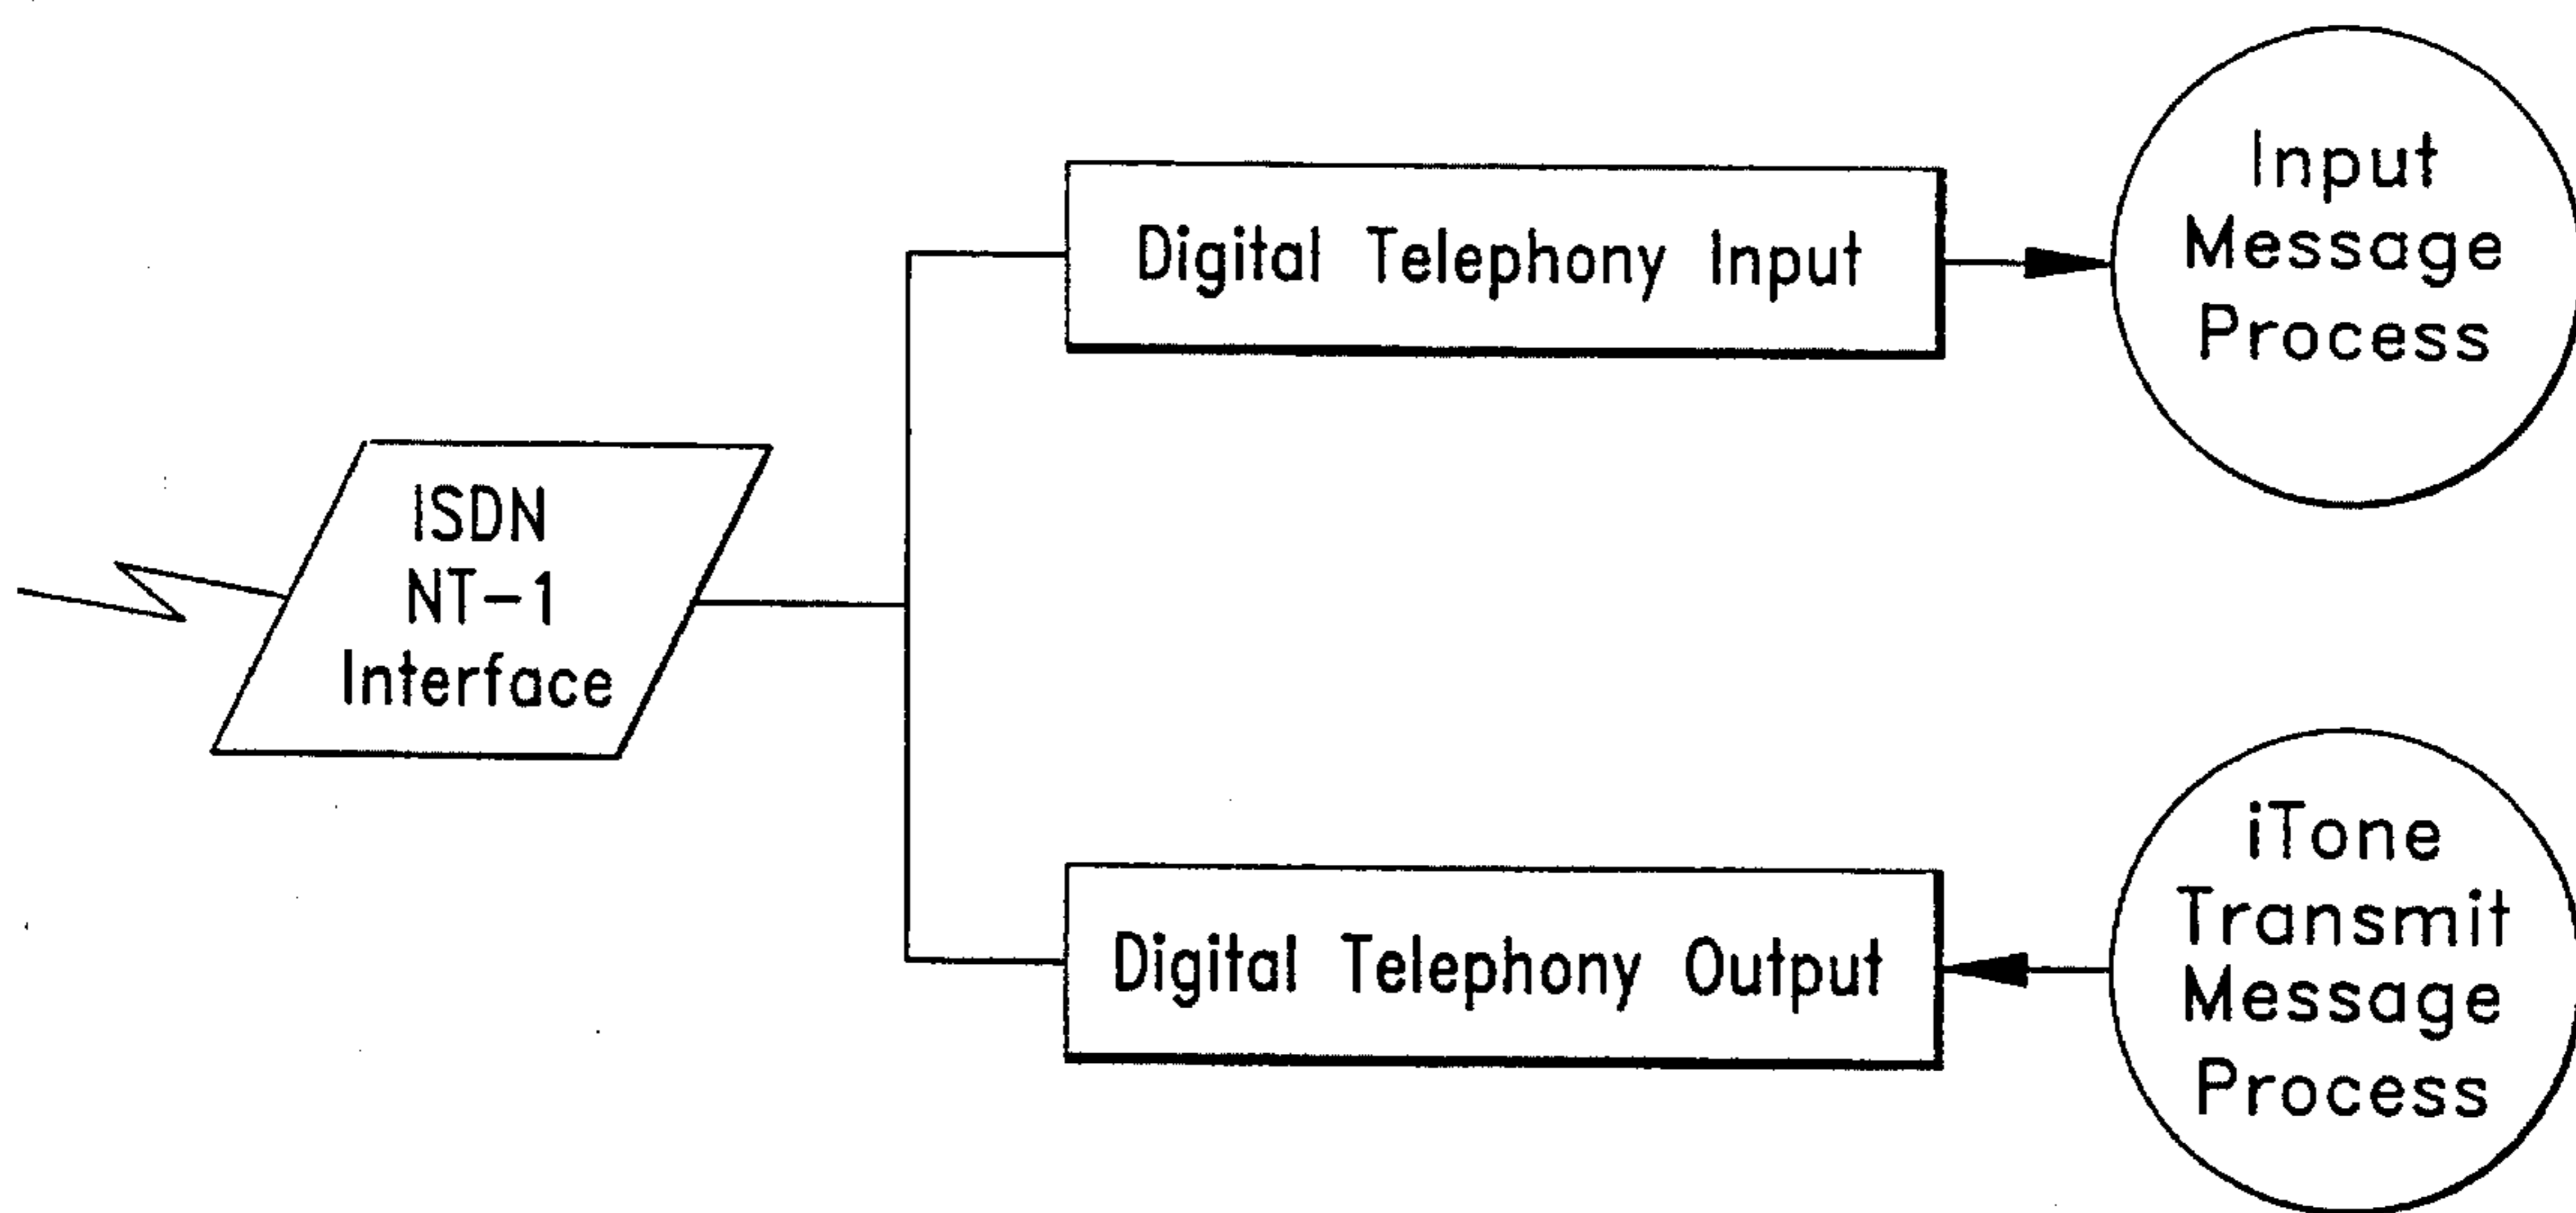 Input
Message
Process
Digital Telephony Input
ISDN
NT-1
Interface
iTone
Transmit
Message
Process
Digital Telephony Output